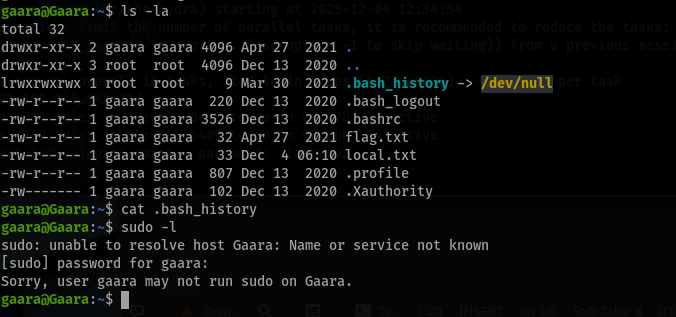 gaara@Gaara:~$ ls -la
total 32
drwxr-xr-x 2 gaara gaara 4096 Apr 27  2021 .
drwxr-xr-x 3 root  root  4096 Dec 13  2020 ..
lrwxrwxrwx 1 root  root     9 Mar 30  2021 .bash_history -> /dev/null
-rw-r--r-- 1 gaara gaara  220 Dec 13  2020 .bash_logout
-rw-r--r-- 1 gaara gaara 3526 Dec 13  2020 .bashrc
-rw-r--r-- 1 gaara gaara   32 Apr 27  2021 flag.txt
-rw-r--r-- 1 gaara gaara   33 Dec  4 06:10 local.txt
-rw-r--r-- 1 gaara gaara  807 Dec 13  2020 .profile
-rw------- 1 gaara gaara  102 Dec 13  2020 .Xauthority
gaara@Gaara:~$ cat .bash_history
gaara@Gaara:~$ sudo -l
sudo: unable to resolve host Gaara: Name or service not known
[sudo] password for gaara:
Sorry, user gaara may not run sudo on Gaara.
gaara@Gaara:~$